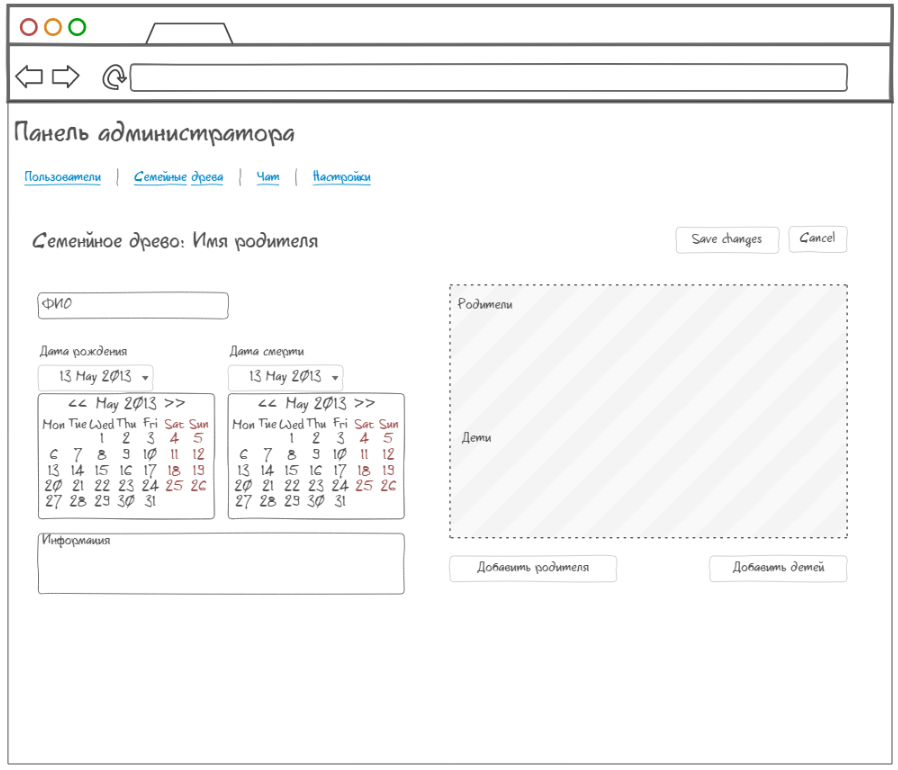 Панель администратора
Пользователи | Семейные древа | Чат | Настройки
Семенйное древо: Имя родителя
Save changes
Cancel
ФИО
Родители
Дата рождения
Дата смерти
13 May 2013
13 May 2013
<< May 2013 >>
<< May 2013 >>
Mon Tue Wed Thu Fri Sat Sun
Mon Tue Wed Thu Fri Sat Sun
1 2 3 4 5
1 2 3 4 5
6 7 8 9 10 11 12
6 7 8 9 10 11 12
13 14 15 16 17 18 19
13 14 15 16 17 18 19
20 21 22 23 24 25 26
20 21 22 23 24 25 26
27 28 29 30 31
27 28 29 30 31
Дети
Информация
Добавить родителя
Добавить детей